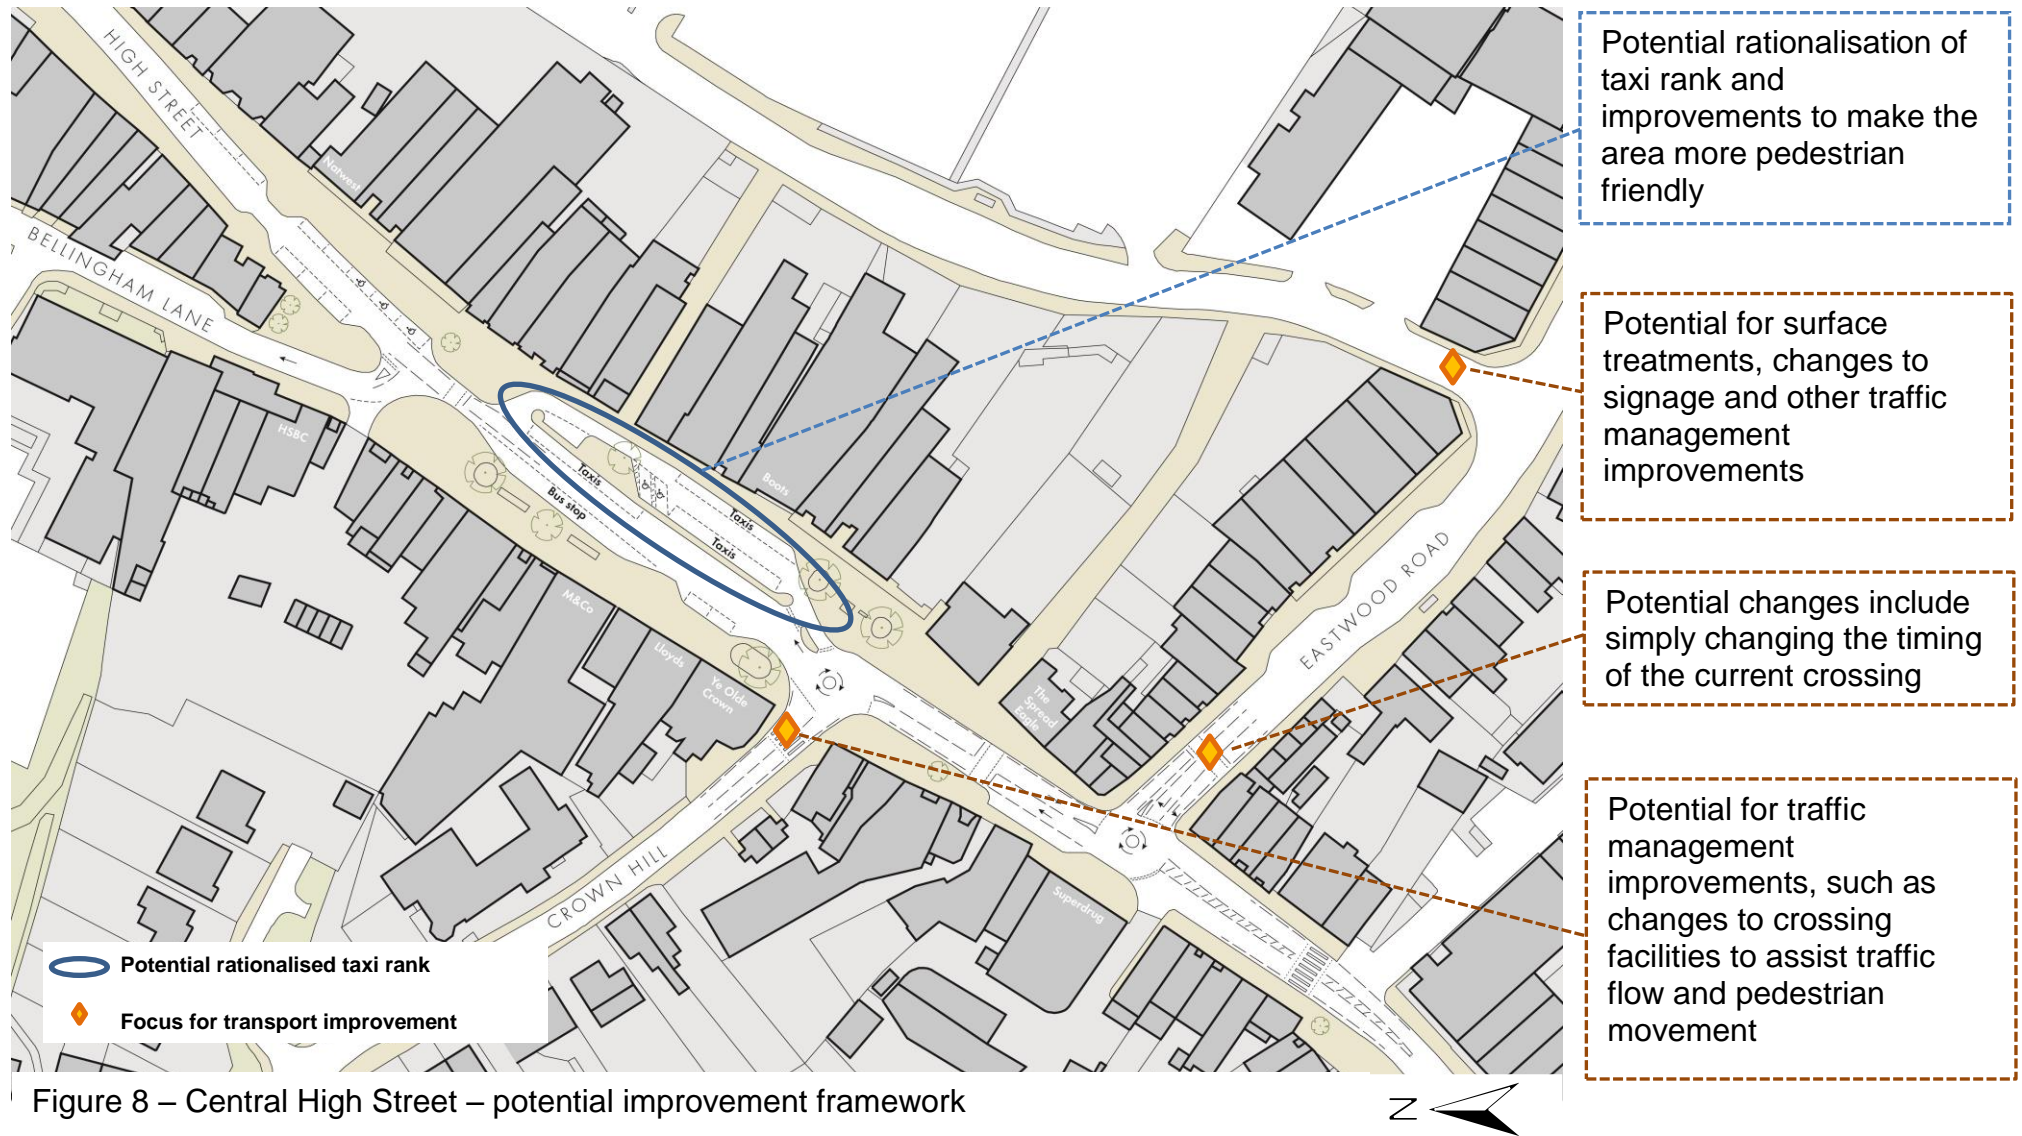 HIGH STREET
BELLINGHAM LANE
Natwest
HSBC
Taxis
Bus stop
Taxis
Taxis
Boots
M&Co
Lloyds
Ye Olde
Crown
The
Spread
Eagle
EASTWOOD ROAD
CROWN HILL
Superdrug
Potential rationalised taxi rank
Focus for transport improvement
Potential rationalisation of
taxi rank and
improvements to make the
area more pedestrian
friendly
Potential for surface
treatments, changes to
signage and other traffic
management
improvements
Potential changes include
simply changing the timing
of the current crossing
Potential for traffic
management
improvements, such as
changes to crossing
facilities to assist traffic
flow and pedestrian
movement
Figure 8 – Central High Street – potential improvement framework
N